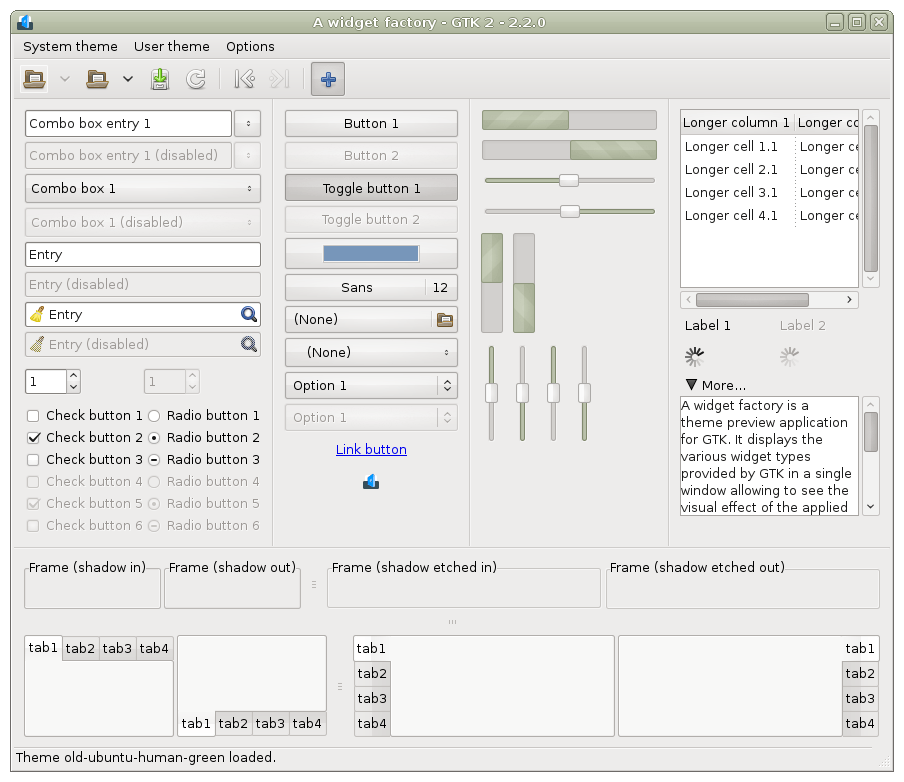 A widget factory - GTK 2 - 2.2.0
System theme User theme Options
Combo box entry 1
Combo box entry 1 (disabled)
Combo box 1
Combo box 1 (disabled)
Entry
Entry (disabled)
Entry
Entry (disabled)
1 1
Check button 1 Radio button 1
Check button 2 Radio button 2
Check button 3 Radio button 3
Check button 4 Radio button 4
Check button 5 Radio button 5
Check button 6 Radio button 6
Button 1
Button 2
Toggle button 1
Toggle button 2
Sans 12
(None)
(None)
Option 1
Option 1
Link button
Longer column 1 Longer co
Longer cell 1.1 Longer ce
Longer cell 2.1 Longer ce
Longer cell 3.1 Longer ce
Longer cell 4.1 Longer ce
Label 1 Label 2
More...
A widget factory is a
theme preview application
for GTK. It displays the
various widget types
provided by GTK in a single
window allowing to see the
visual effect of the applied
Frame (shadow in) Frame (shadow out) Frame (shadow etched in) Frame (shadow etched out)
tab1 tab2 tab3 tab4
tab1 tab2 tab3 tab4
tab1
tab2
tab3
tab4
tab1
tab2
tab3
tab4
Theme old-ubuntu-human-green loaded.